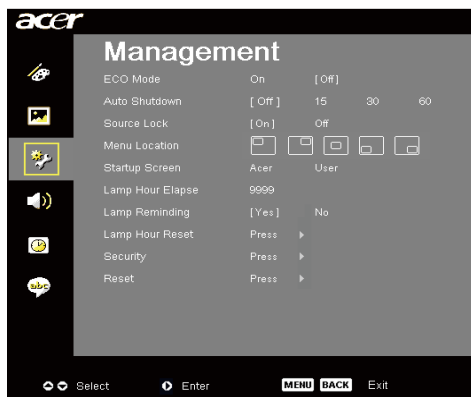 acer
Management
ECO Mode On [Off]
Auto Shutdown [Off] 15 30 60
Source Lock [On] Off
Menu Location
Startup Screen Acer User
Lamp Hour Elapse 9999
Lamp Reminding [Yes] No
Lamp Hour Reset Press
Security Press
Reset Press
abc
Select Enter MENU BACK Exit